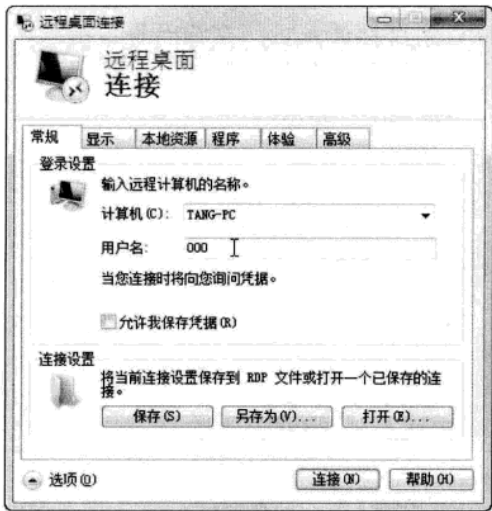 远程桌面连接
远程桌面
连接
常规 显示 本地资源 程序 体验 高级
登录设置
输入远程计算机的名称。
计算机(C): TANG-PC
用户名: 000
当您连接时将向您询问凭据。
允许我保存凭据(R)
连接设置
将当前连接设置保存到 RDP 文件或打开一个已保存的连
接。
保存(S) 另存为(V)... 打开(E)...
选项(O) 连接(N) 帮助(H)